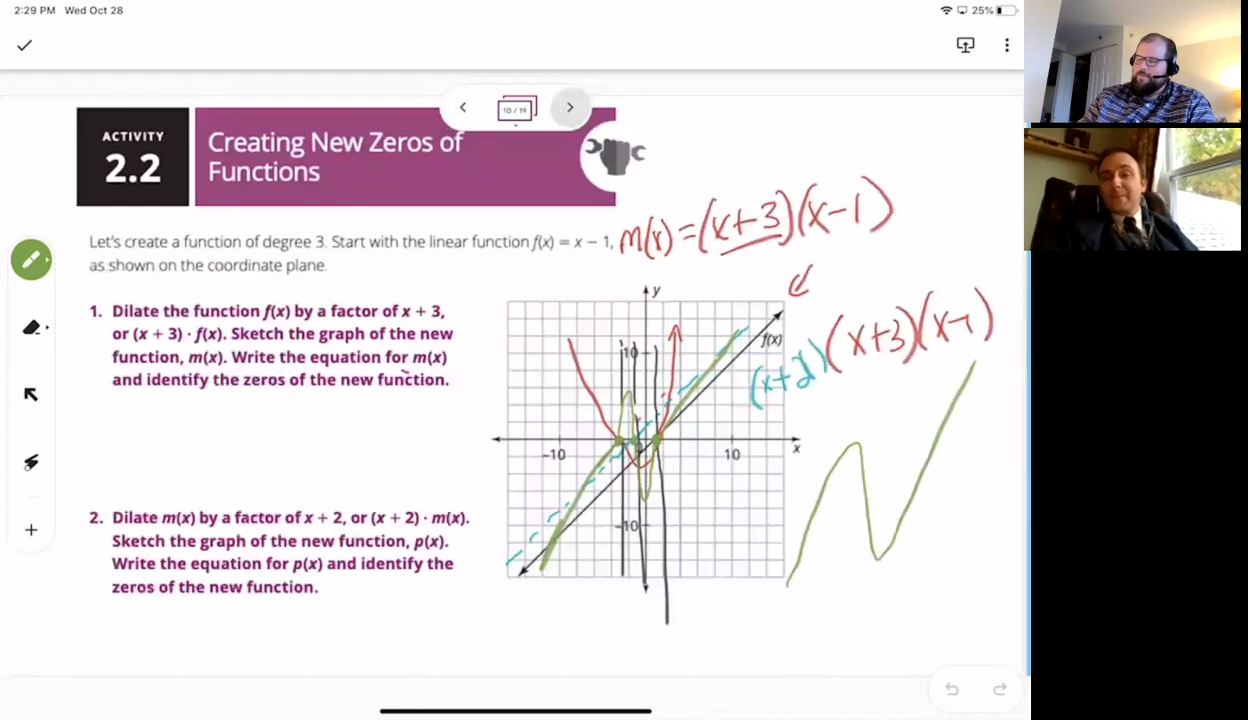 2:29 PM Wed Oct 28
25%
10 / 19
ACTIVITY
2.2
Creating New Zeros of
Functions
Let's create a function of degree 3. Start with the linear function f(x) = x − 1,
as shown on the coordinate plane.
m(x) = (x+3)(x-1)
1. Dilate the function f(x) by a factor of x + 3,
or (x + 3) · f(x). Sketch the graph of the new
function, m(x). Write the equation for m(x)
and identify the zeros of the new function.
y
f(x)
(x+2)(x+3)(x-1)
10
-10
10
x
-10
2. Dilate m(x) by a factor of x + 2, or (x + 2) · m(x).
Sketch the graph of the new function, p(x).
Write the equation for p(x) and identify the
zeros of the new function.